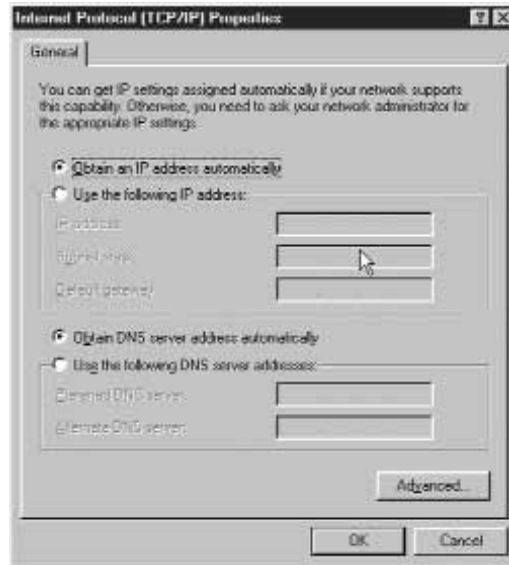 Internet Protocol (TCP/IP) Properties
General
You can get IP settings assigned automatically if your network supports
this capability. Otherwise, you need to ask your network administrator for
the appropriate IP settings.
Obtain an IP address automatically
Use the following IP address:
IP address:
Subnet mask:
Default gateway:
Obtain DNS server address automatically
Use the following DNS server addresses:
Preferred DNS server:
Alternate DNS server:
Advanced...
OK
Cancel